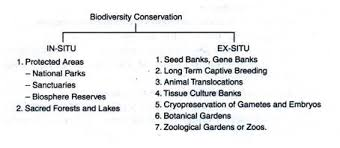 Biodiversity Conservation
IN-SITU
1. Protected Areas
– National Parks
– Sanctuaries
– Biosphere Reserves
2. Sacred Forests and Lakes
EX-SITU
1. Seed Banks, Gene Banks
2. Long Term Captive Breeding
3. Animal Translocations
4. Tissue Culture Banks
5. Cryopreservation of Gametes and Embryos
6. Botanical Gardens
7. Zoological Gardens or Zoos.